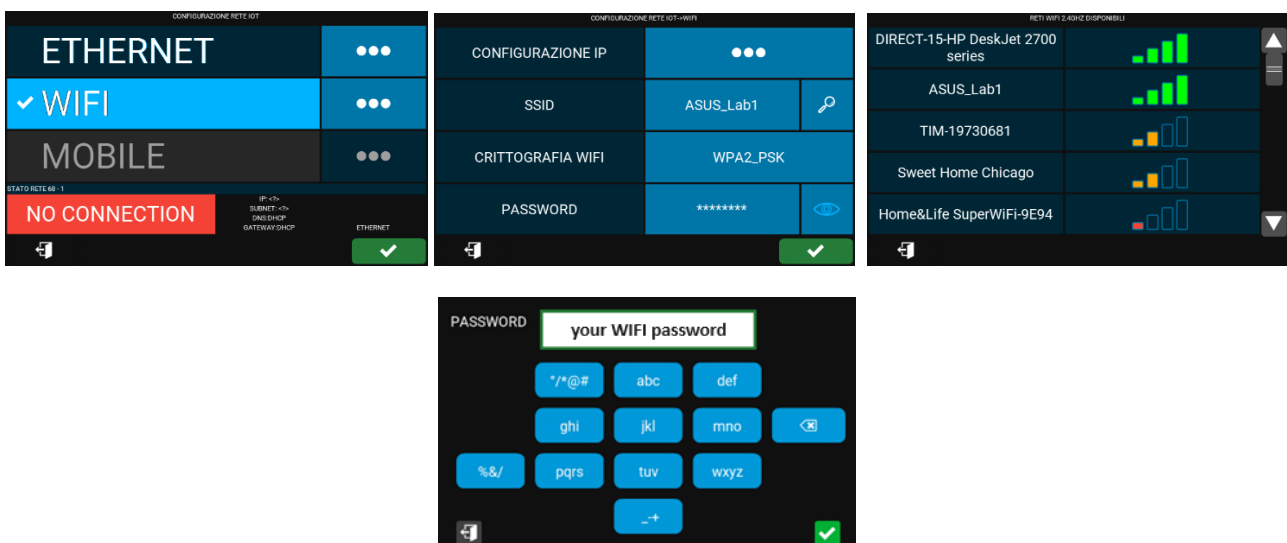 CONFIGURAZIONE RETE IOT
ETHERNET
WIFI
MOBILE
STATO RETE 68 - 1
NO CONNECTION
IP: <?>
SUBNET: <?>
DNS:DHCP
GATEWAY:DHCP
ETHERNET
CONFIGURAZIONE RETE IOT->WIFI
CONFIGURAZIONE IP
SSID ASUS_Lab1
CRITTOGRAFIA WIFI WPA2_PSK
PASSWORD ********
RETI WIFI 2,4GHZ DISPONIBILI
DIRECT-15-HP DeskJet 2700
series
ASUS_Lab1
TIM-19730681
Sweet Home Chicago
Home&Life SuperWiFi-9E94
PASSWORD your WIFI password
"/*@# abc def
ghi jkl mno
%&/ pqrs tuv wxyz
_-+